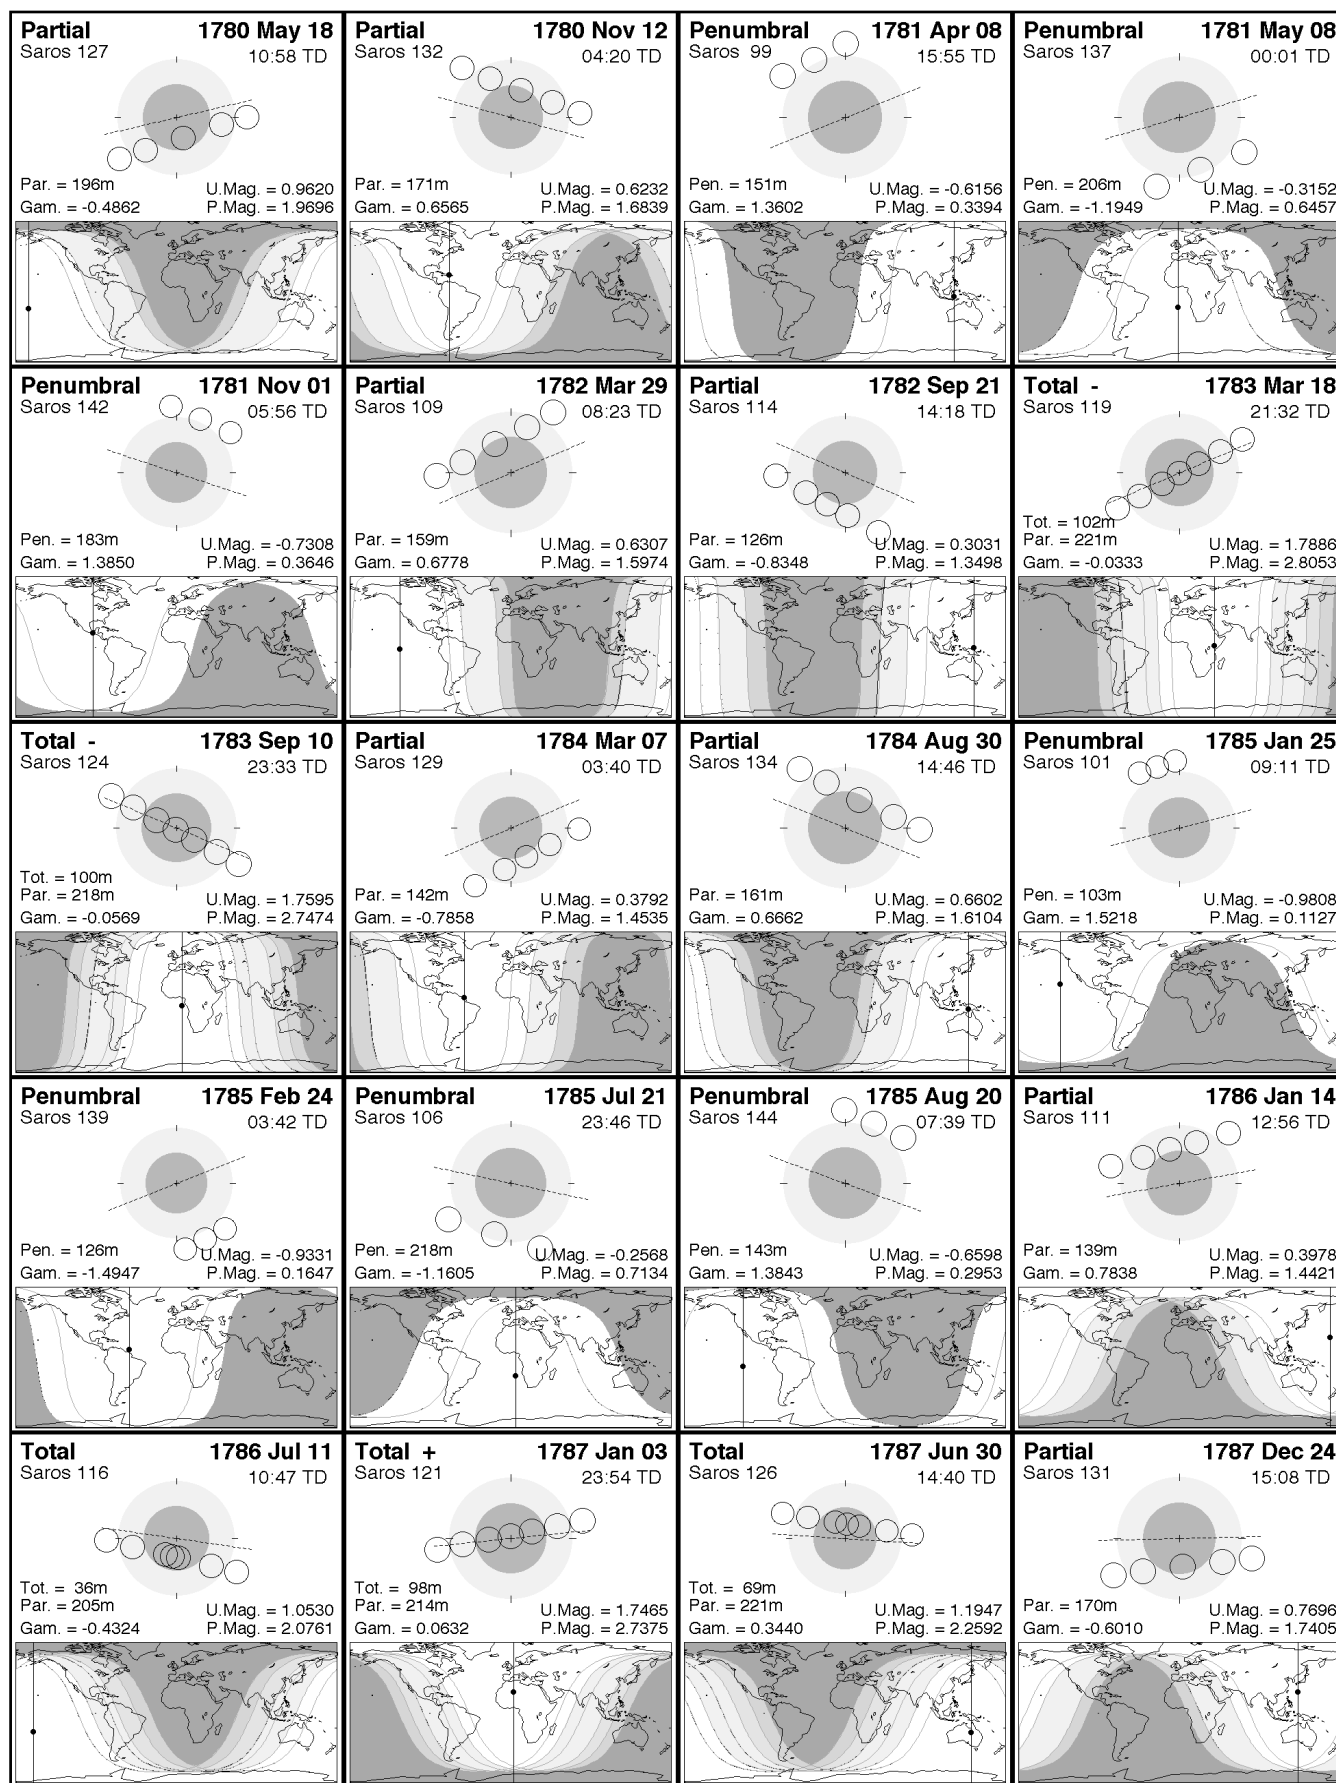 Partial 1780 May 18
Saros 127 10:58 TD
Par. = 196m U.Mag. = 0.9620
Gam. = -0.4862 P.Mag. = 1.9696
Partial 1780 Nov 12
Saros 132 04:20 TD
Par. = 171m U.Mag. = 0.6232
Gam. = 0.6565 P.Mag. = 1.6839
Penumbral 1781 Apr 08
Saros 99 15:55 TD
Pen. = 151m U.Mag. = -0.6156
Gam. = 1.3602 P.Mag. = 0.3394
Penumbral 1781 May 08
Saros 137 00:01 TD
Pen. = 206m U.Mag. = -0.3152
Gam. = -1.1949 P.Mag. = 0.6457
Penumbral 1781 Nov 01
Saros 142 05:56 TD
Pen. = 183m U.Mag. = -0.7308
Gam. = 1.3850 P.Mag. = 0.3646
Partial 1782 Mar 29
Saros 109 08:23 TD
Par. = 159m U.Mag. = 0.6307
Gam. = 0.6778 P.Mag. = 1.5974
Partial 1782 Sep 21
Saros 114 14:18 TD
Par. = 126m U.Mag. = 0.3031
Gam. = -0.8348 P.Mag. = 1.3498
Total - 1783 Mar 18
Saros 119 21:32 TD
Tot. = 102m
Par. = 221m U.Mag. = 1.7886
Gam. = -0.0333 P.Mag. = 2.8053
Total - 1783 Sep 10
Saros 124 23:33 TD
Tot. = 100m
Par. = 218m U.Mag. = 1.7595
Gam. = -0.0569 P.Mag. = 2.7474
Partial 1784 Mar 07
Saros 129 03:40 TD
Par. = 142m U.Mag. = 0.3792
Gam. = -0.7858 P.Mag. = 1.4535
Partial 1784 Aug 30
Saros 134 14:46 TD
Par. = 161m U.Mag. = 0.6602
Gam. = 0.6662 P.Mag. = 1.6104
Penumbral 1785 Jan 25
Saros 101 09:11 TD
Pen. = 103m U.Mag. = -0.9808
Gam. = 1.5218 P.Mag. = 0.1127
Penumbral 1785 Feb 24
Saros 139 03:42 TD
Pen. = 126m U.Mag. = -0.9331
Gam. = -1.4947 P.Mag. = 0.1647
Penumbral 1785 Jul 21
Saros 106 23:46 TD
Pen. = 218m U.Mag. = -0.2568
Gam. = -1.1605 P.Mag. = 0.7134
Penumbral 1785 Aug 20
Saros 144 07:39 TD
Pen. = 143m U.Mag. = -0.6598
Gam. = 1.3843 P.Mag. = 0.2953
Partial 1786 Jan 14
Saros 111 12:56 TD
Par. = 139m U.Mag. = 0.3978
Gam. = 0.7838 P.Mag. = 1.4421
Total 1786 Jul 11
Saros 116 10:47 TD
Tot. = 36m
Par. = 205m U.Mag. = 1.0530
Gam. = -0.4324 P.Mag. = 2.0761
Total + 1787 Jan 03
Saros 121 23:54 TD
Tot. = 98m
Par. = 214m U.Mag. = 1.7465
Gam. = 0.0632 P.Mag. = 2.7375
Total 1787 Jun 30
Saros 126 14:40 TD
Tot. = 69m
Par. = 221m U.Mag. = 1.1947
Gam. = 0.3440 P.Mag. = 2.2592
Partial 1787 Dec 24
Saros 131 15:08 TD
Par. = 170m U.Mag. = 0.7696
Gam. = -0.6010 P.Mag. = 1.7405